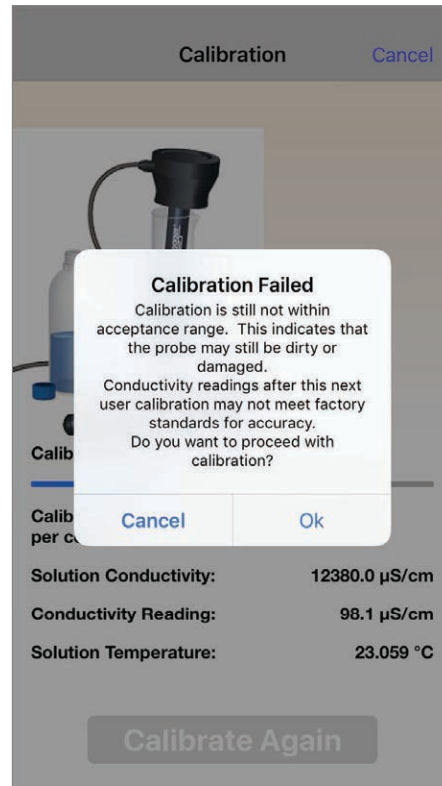 Calibration
Cancel
Calibration Failed
Calibration is still not within
acceptance range. This indicates that
the probe may still be dirty or
damaged.
Conductivity readings after this next
user calibration may not meet factory
standards for accuracy.
Do you want to proceed with
calibration?
Cancel
Ok
Calib
Calib
per c
Solution Conductivity: 12380.0 µS/cm
Conductivity Reading: 98.1 µS/cm
Solution Temperature: 23.059 °C
Calibrate Again